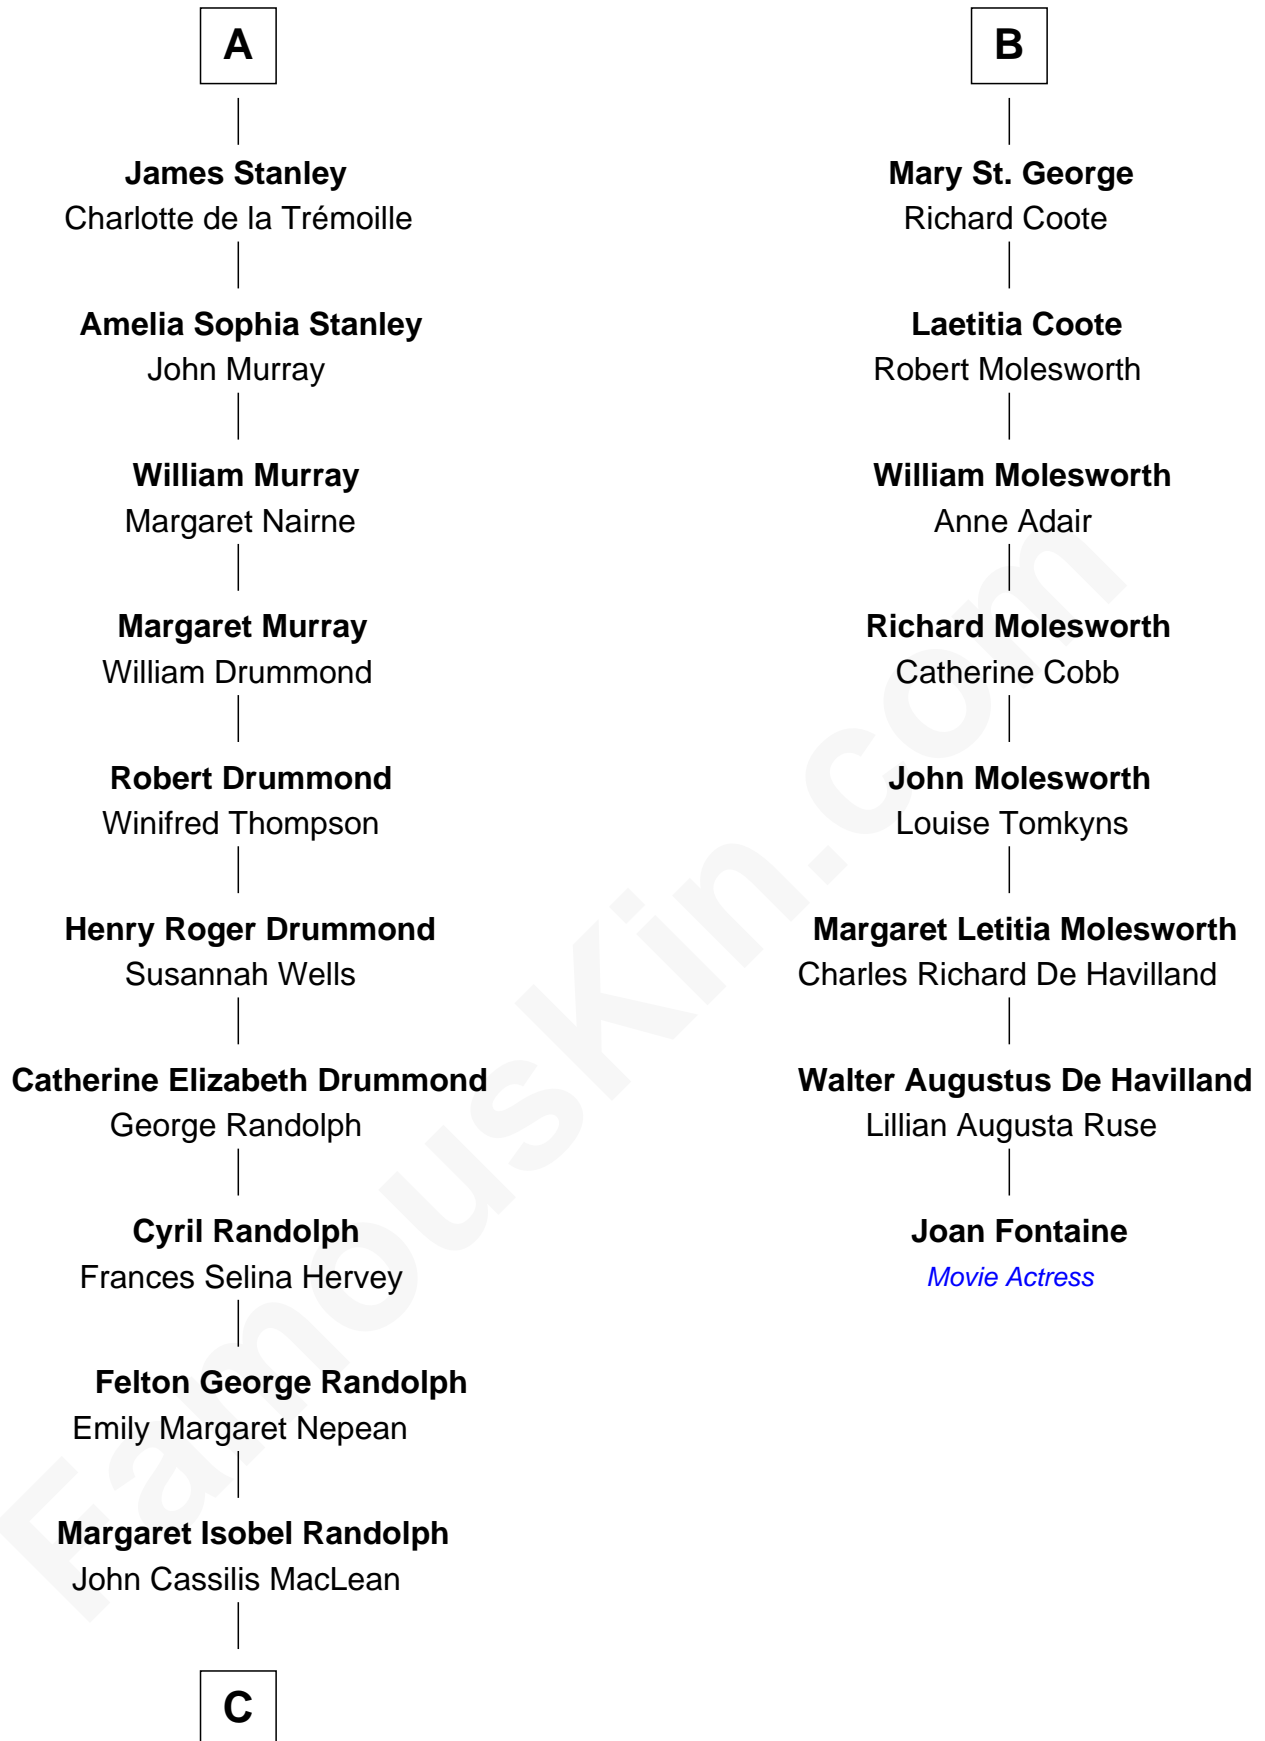 A
James Stanley
Charlotte de la Trémoille
Amelia Sophia Stanley
John Murray
William Murray
Margaret Nairne
Margaret Murray
William Drummond
Robert Drummond
Winifred Thompson
Henry Roger Drummond
Susannah Wells
Catherine Elizabeth Drummond
George Randolph
Cyril Randolph
Frances Selina Hervey
Felton George Randolph
Emily Margaret Nepean
Margaret Isobel Randolph
John Cassilis MacLean
C
B
Mary St. George
Richard Coote
Laetitia Coote
Robert Molesworth
William Molesworth
Anne Adair
Richard Molesworth
Catherine Cobb
John Molesworth
Louise Tomkyns
Margaret Letitia Molesworth
Charles Richard De Havilland
Walter Augustus De Havilland
Lillian Augusta Ruse
Joan Fontaine
Movie Actress
FamousKin.com